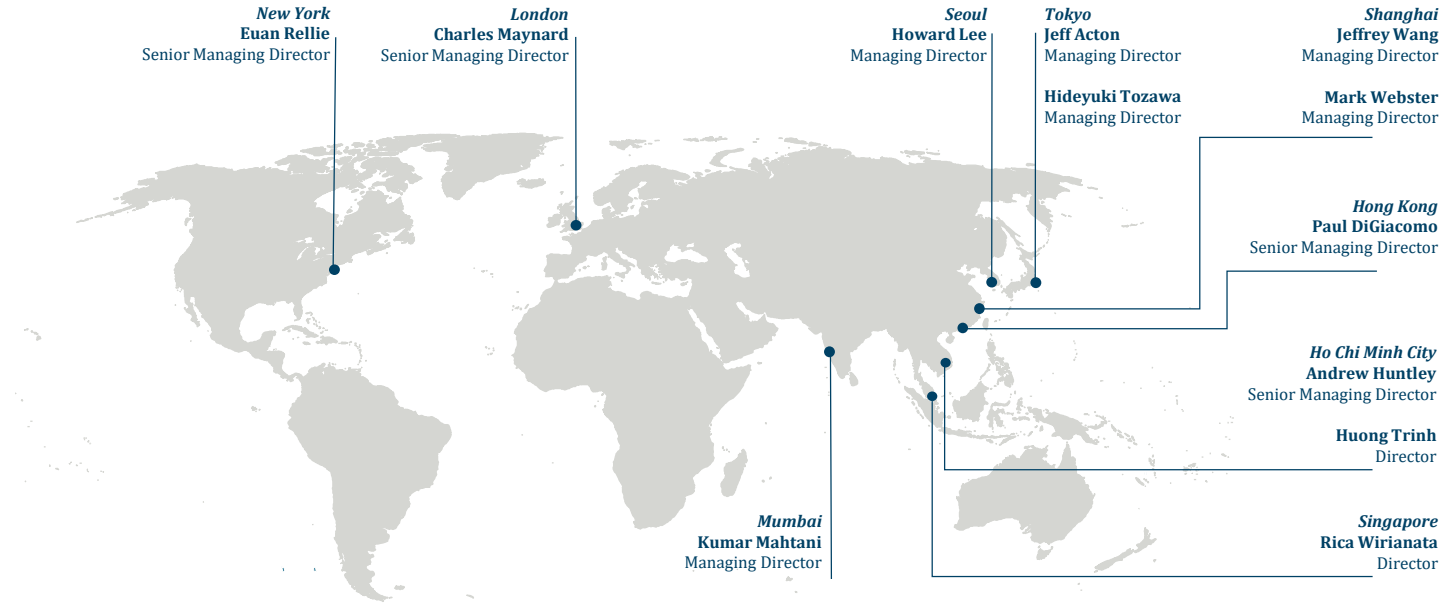 New York
Euan Rellie
Senior Managing Director
London
Charles Maynard
Senior Managing Director
Seoul
Howard Lee
Managing Director
Tokyo
Jeff Acton
Managing Director
Hideyuki Tozawa
Managing Director
Shanghai
Jeffrey Wang
Managing Director
Mark Webster
Managing Director
Hong Kong
Paul DiGiacomo
Senior Managing Director
Ho Chi Minh City
Andrew Huntley
Senior Managing Director
Huong Trinh
Director
Mumbai
Kumar Mahtani
Managing Director
Singapore
Rica Wirianata
Director